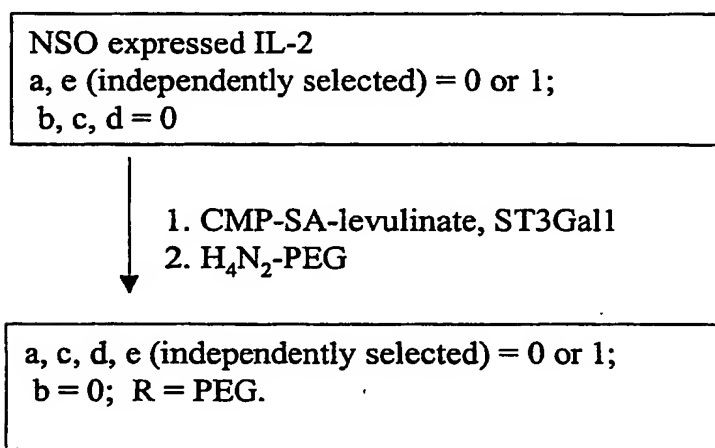 NSO expressed IL-2
a, e (independently selected) = 0 or 1;
b, c, d = 0
1. CMP-SA-levulinate, ST3Gal1
2. H₄N₂-PEG
a, c, d, e (independently selected) = 0 or 1;
b = 0; R = PEG.